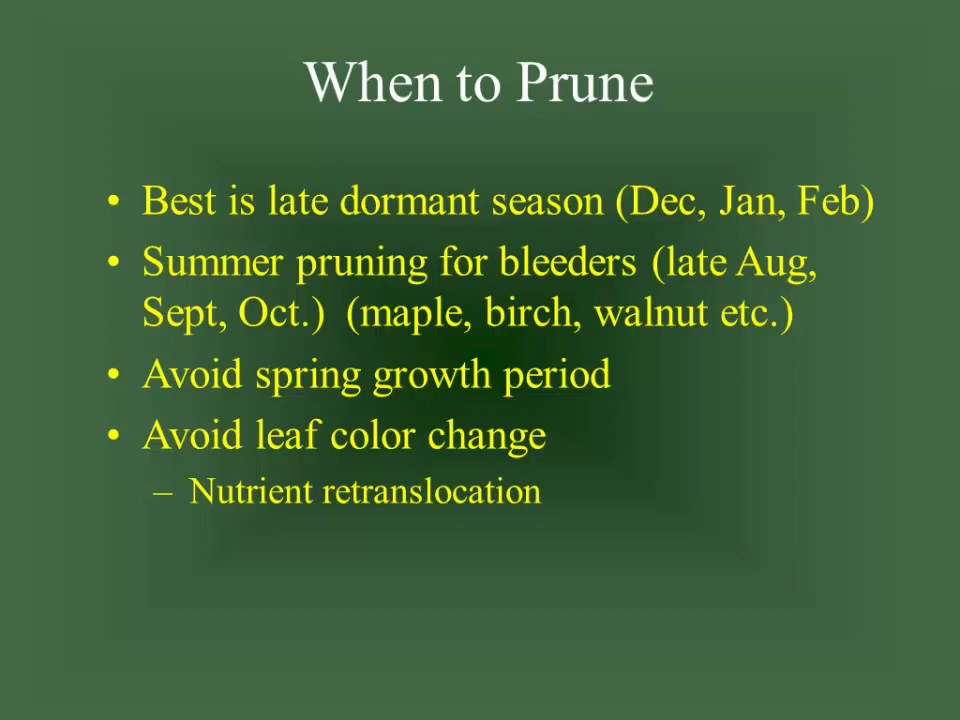 When to Prune
• Best is late dormant season (Dec, Jan, Feb)
• Summer pruning for bleeders (late Aug,
Sept, Oct.)  (maple, birch, walnut etc.)
• Avoid spring growth period
• Avoid leaf color change
– Nutrient retranslocation